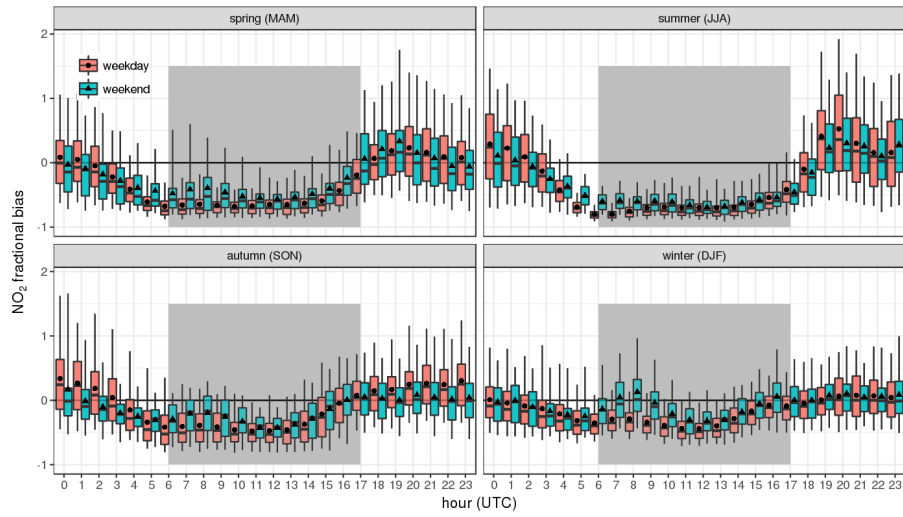 spring (MAM)
summer (JJA)
2
1
0
-1
weekday
weekend
autumn (SON)
winter (DJF)
2
1
0
-1
NO2 fractional bias
0 1 2 3 4 5 6 7 8 9 10 11 12 13 14 15 16 17 18 19 20 21 22 23
0 1 2 3 4 5 6 7 8 9 10 11 12 13 14 15 16 17 18 19 20 21 22 23
hour (UTC)